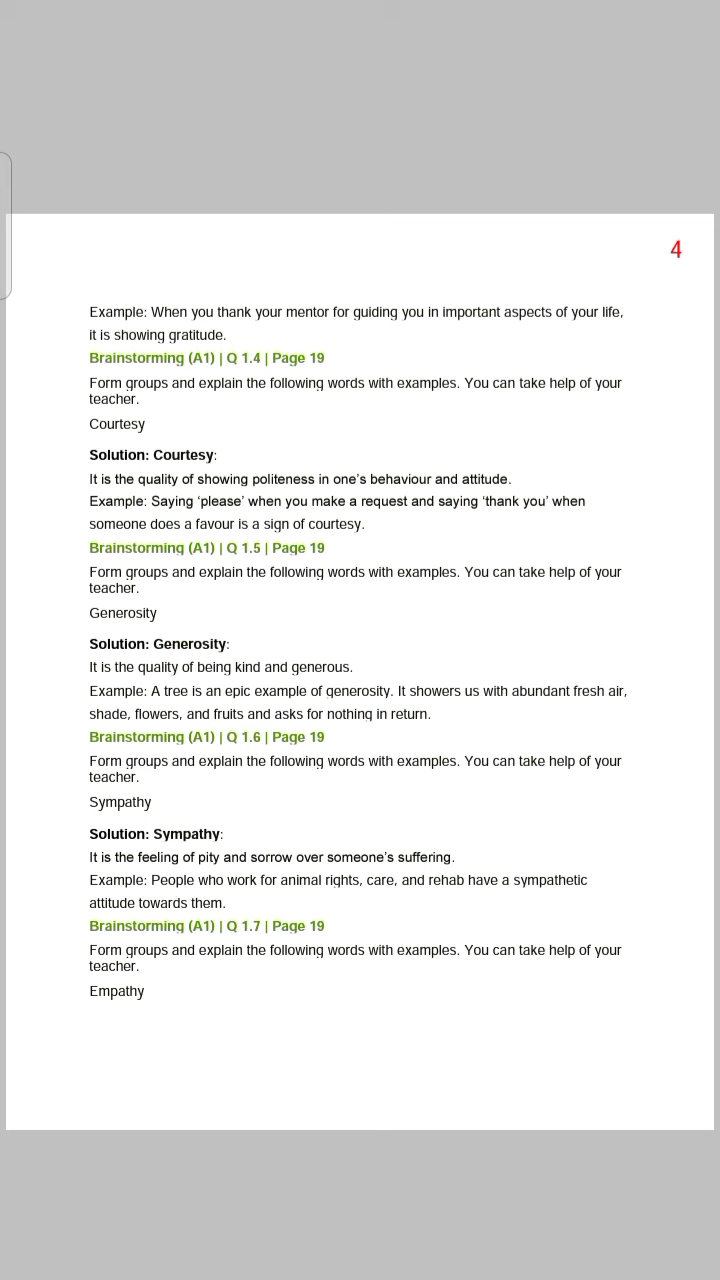 4
Example: When you thank your mentor for guiding you in important aspects of your life,
it is showing gratitude.
Brainstorming (A1) | Q 1.4 | Page 19
Form groups and explain the following words with examples. You can take help of your
teacher.
Courtesy
Solution: Courtesy:
It is the quality of showing politeness in one’s behaviour and attitude.
Example: Saying ‘please’ when you make a request and saying ‘thank you’ when
someone does a favour is a sign of courtesy.
Brainstorming (A1) | Q 1.5 | Page 19
Form groups and explain the following words with examples. You can take help of your
teacher.
Generosity
Solution: Generosity:
It is the quality of being kind and generous.
Example: A tree is an epic example of generosity. It showers us with abundant fresh air,
shade, flowers, and fruits and asks for nothing in return.
Brainstorming (A1) | Q 1.6 | Page 19
Form groups and explain the following words with examples. You can take help of your
teacher.
Sympathy
Solution: Sympathy:
It is the feeling of pity and sorrow over someone’s suffering.
Example: People who work for animal rights, care, and rehab have a sympathetic
attitude towards them.
Brainstorming (A1) | Q 1.7 | Page 19
Form groups and explain the following words with examples. You can take help of your
teacher.
Empathy